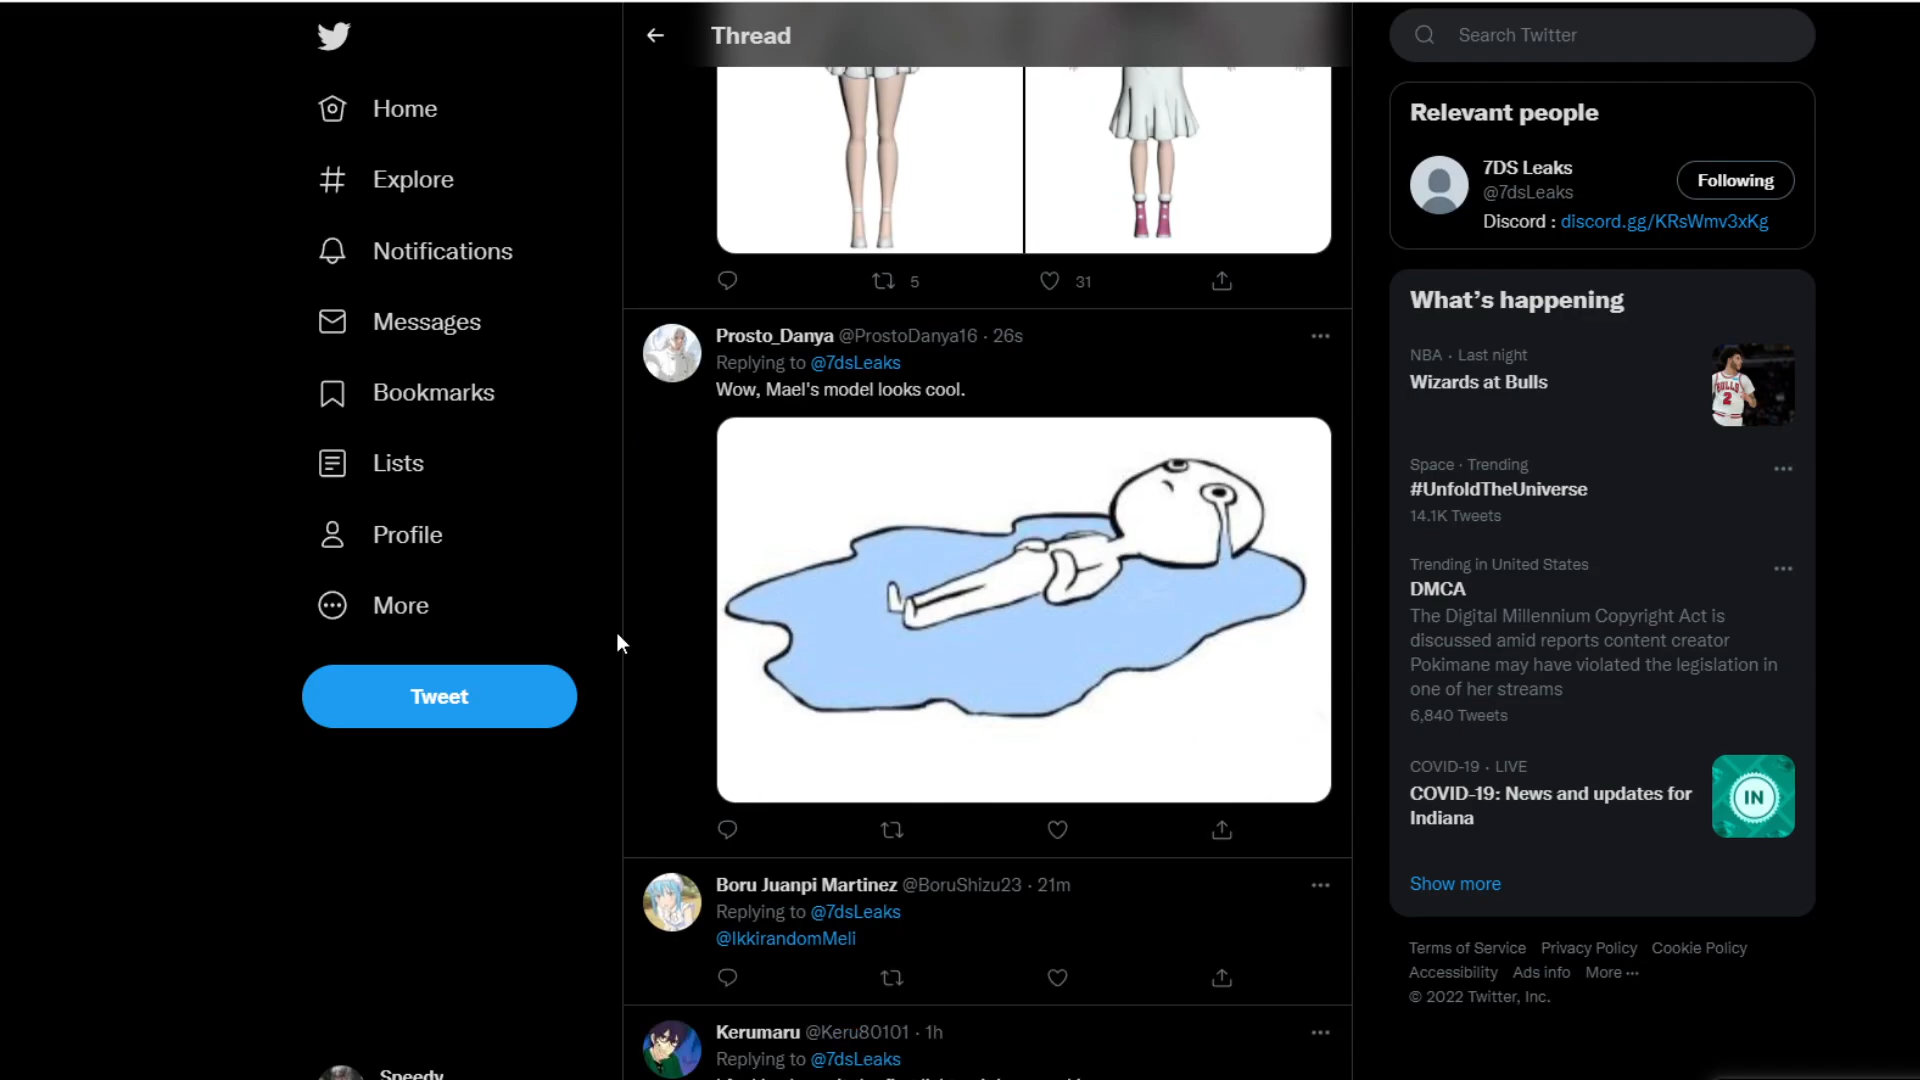 Home
Explore
Notifications
Messages
Bookmarks
Lists
Profile
More
Tweet
Speedy
Thread
5
31
Prosto_Danya @ProstoDanya16 · 26s
Replying to @7dsLeaks
Wow, Mael's model looks cool.
Boru Juanpi Martinez @BoruShizu23 · 21m
Replying to @7dsLeaks
@IkkirandomMeli
Kerumaru @Keru80101 · 1h
Replying to @7dsLeaks
Search Twitter
Relevant people
7DS Leaks
@7dsLeaks
Following
Discord : discord.gg/KRsWmv3xKg
What's happening
NBA · Last night
Wizards at Bulls
BULLS
2
Space · Trending
#UnfoldTheUniverse
14.1K Tweets
Trending in United States
DMCA
The Digital Millennium Copyright Act is
discussed amid reports content creator
Pokimane may have violated the legislation in
one of her streams
6,840 Tweets
COVID-19 · LIVE
COVID-19: News and updates for
Indiana
IN
Show more
Terms of Service Privacy Policy Cookie Policy
Accessibility Ads info More ···
© 2022 Twitter, Inc.